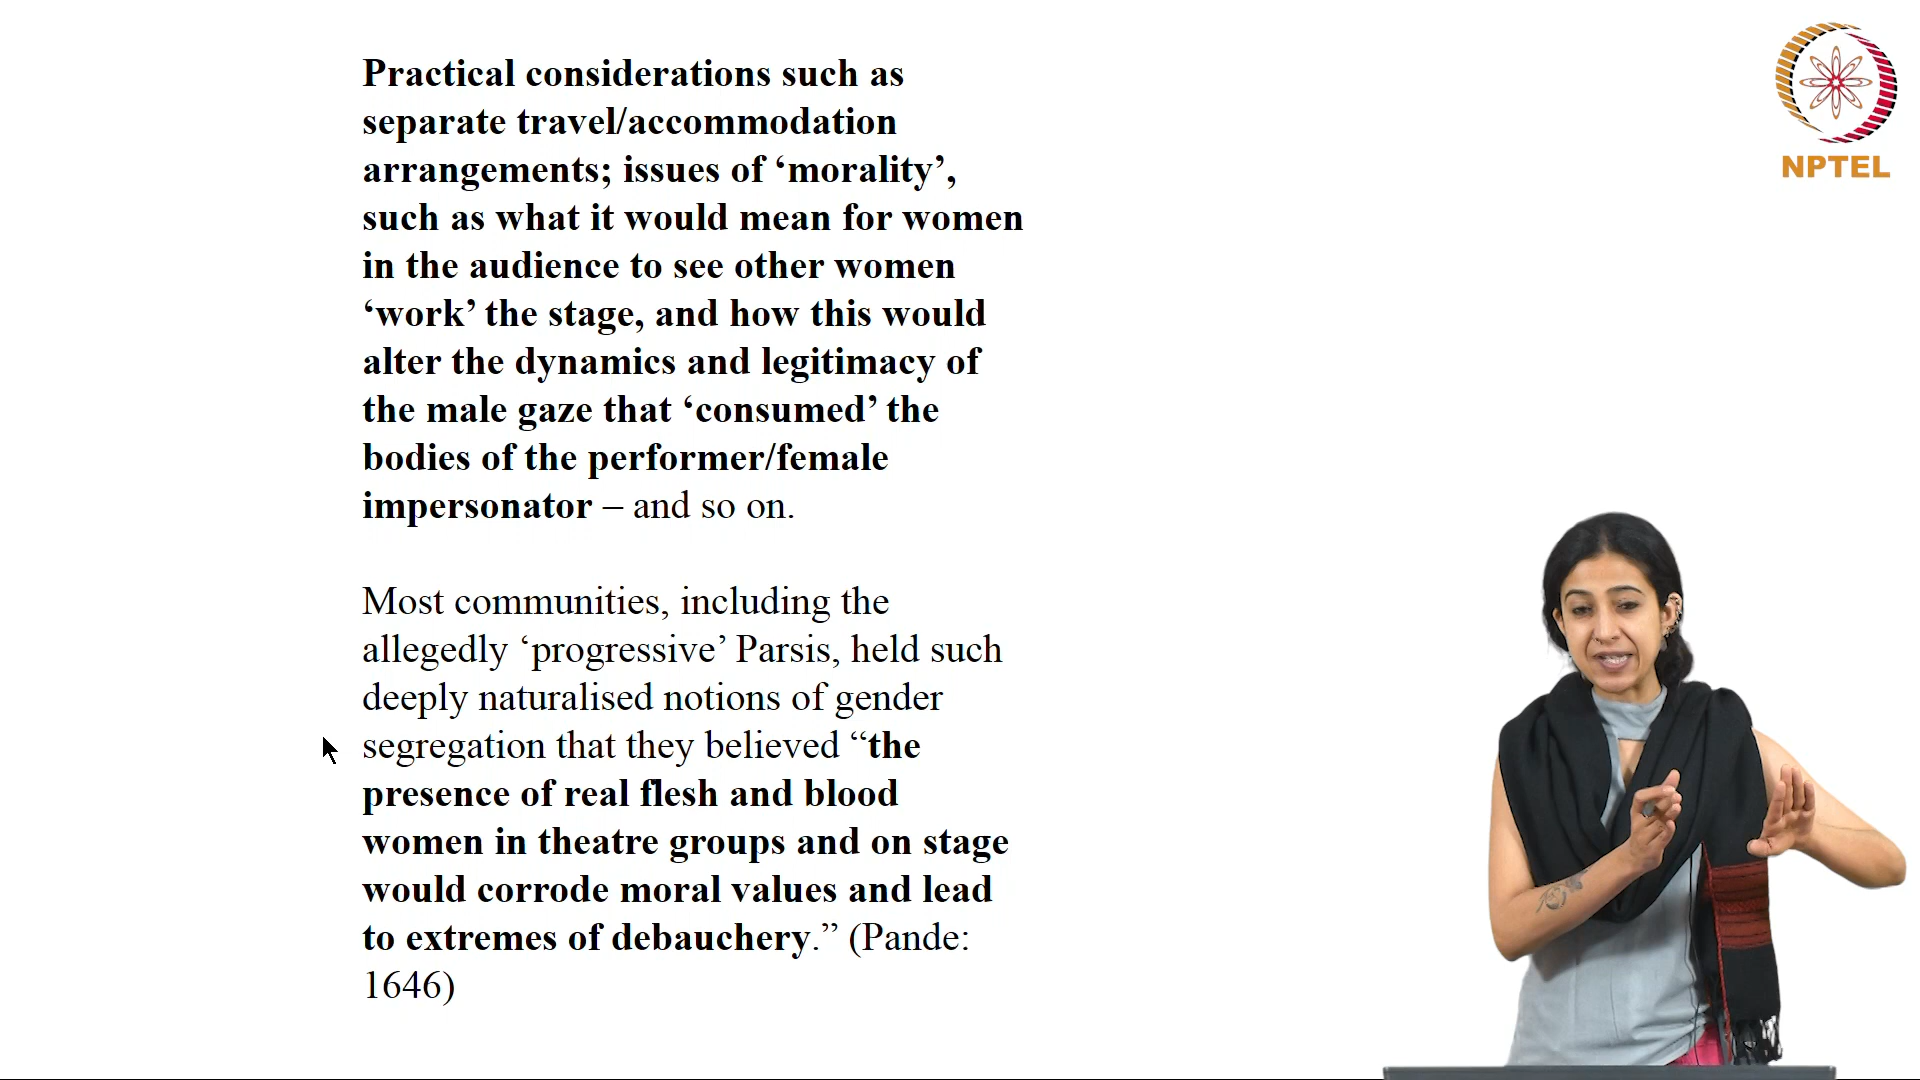 Practical considerations such as
separate travel/accommodation
arrangements; issues of ‘morality’,
such as what it would mean for women
in the audience to see other women
‘work’ the stage, and how this would
alter the dynamics and legitimacy of
the male gaze that ‘consumed’ the
bodies of the performer/female
impersonator – and so on.
Most communities, including the
allegedly ‘progressive’ Parsis, held such
deeply naturalised notions of gender
segregation that they believed “the
presence of real flesh and blood
women in theatre groups and on stage
would corrode moral values and lead
to extremes of debauchery.” (Pande:
1646)
NPTEL